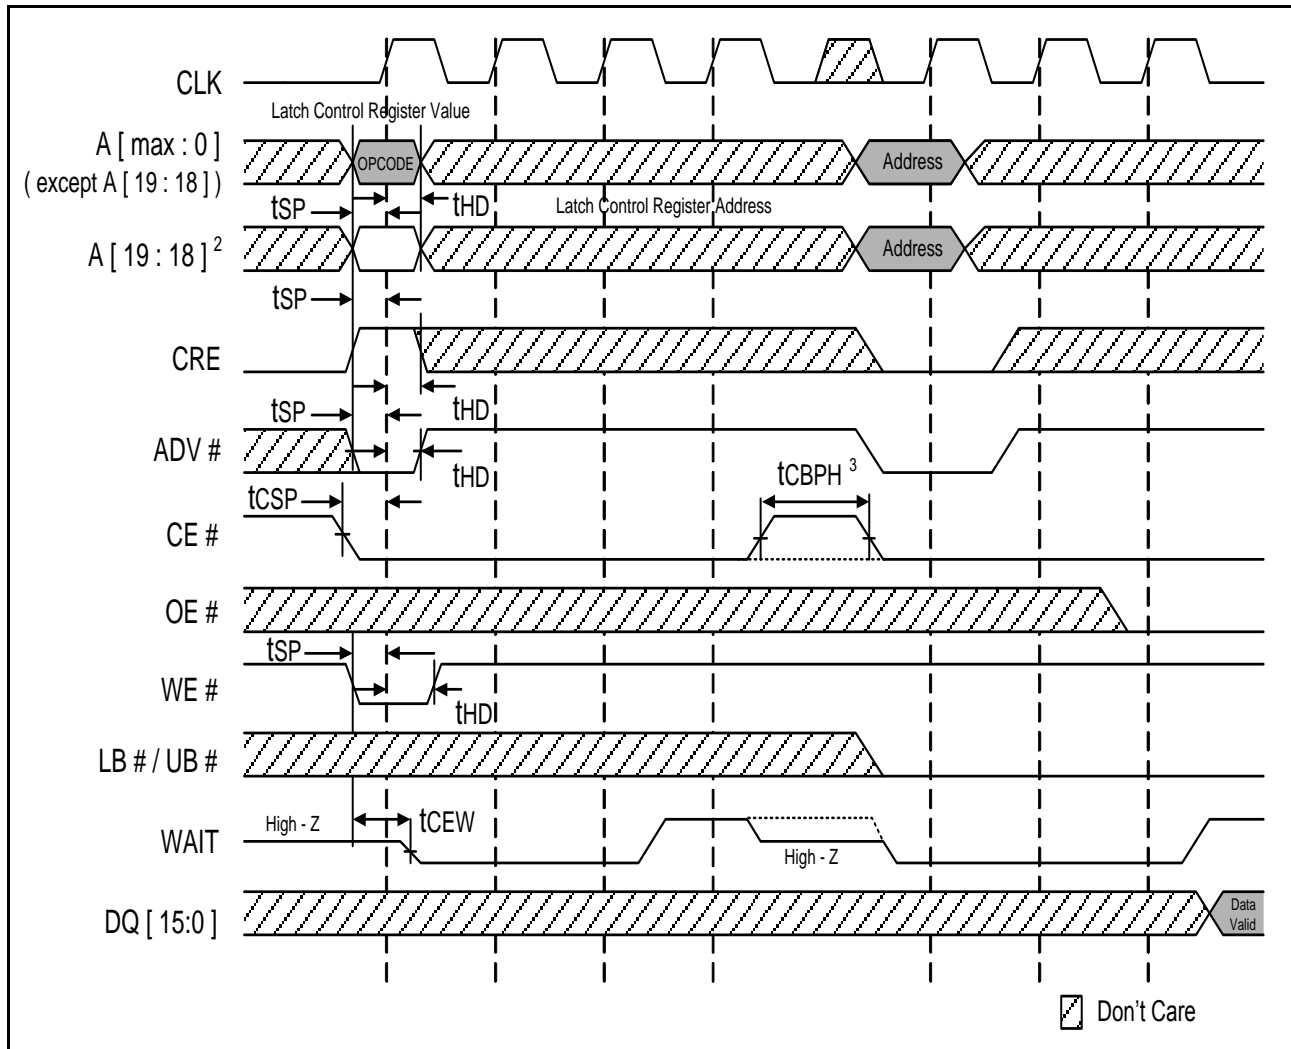 CLK
Latch Control Register Value
A [ max : 0 ]
( except A [ 19 : 18 ] )
OPCODE
Address
tSP
tHD
Latch Control Register Address
A [ 19 : 18 ] 2
Address
tSP
CRE
tSP
tHD
ADV #
tHD
tCSP
tCBPH 3
CE #
OE #
tSP
WE #
tHD
LB # / UB #
High - Z
tCEW
WAIT
High - Z
DQ [ 15:0 ]
Data
Valid
Don't Care